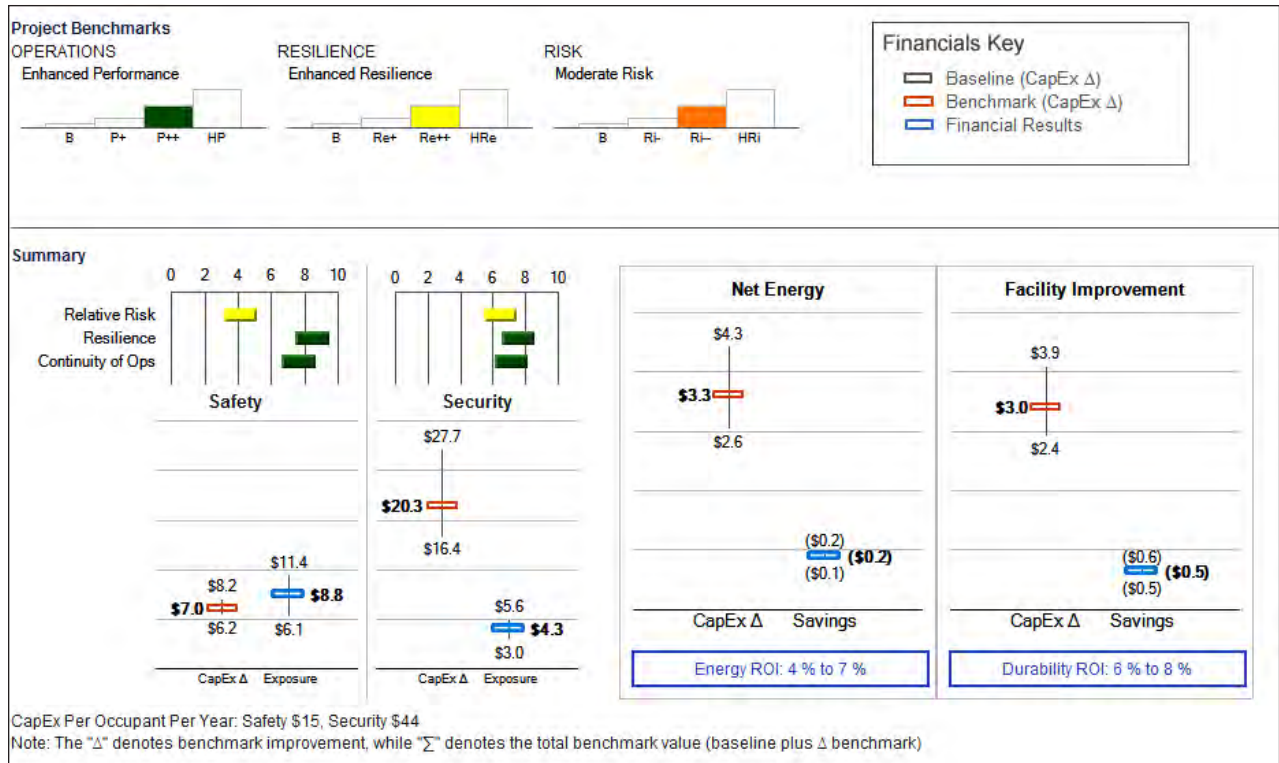 Project Benchmarks
OPERATIONS
Enhanced Performance
B P+ P++ HP
RESILIENCE
Enhanced Resilience
B Re+ Re++ HRe
RISK
Moderate Risk
B Ri- Ri-- HRi
Financials Key
Baseline (CapEx Δ)
Benchmark (CapEx Δ)
Financial Results
Summary
0 2 4 6 8 10
Relative Risk
Resilience
Continuity of Ops
Safety
$8.2
$7.0
$6.2
$11.4
$8.8
$6.1
CapEx Δ Exposure
0 2 4 6 8 10
Security
$27.7
$20.3
$16.4
$5.6
$4.3
$3.0
CapEx Δ Exposure
Net Energy
$4.3
$3.3
$2.6
($0.2)
($0.2)
($0.1)
CapEx Δ Savings
Energy ROI: 4 % to 7 %
Facility Improvement
$3.9
$3.0
$2.4
($0.6)
($0.5)
($0.5)
CapEx Δ Savings
Durability ROI: 6 % to 8 %
CapEx Per Occupant Per Year: Safety $15, Security $44
Note: The "Δ" denotes benchmark improvement, while "∑" denotes the total benchmark value (baseline plus Δ benchmark)